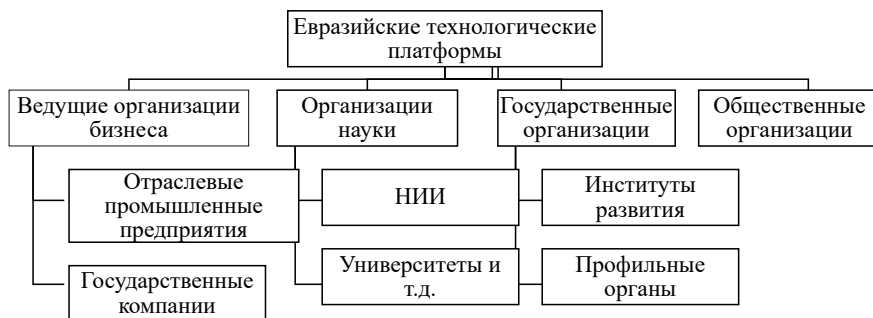 Евразийские технологические
платформы
Ведущие организации
бизнеса
Организации
науки
Государственные
организации
Общественные
организации
Отраслевые
промышленные
предприятия
НИИ
Институты
развития
Государственные
компании
Университеты и
т.д.
Профильные
органы